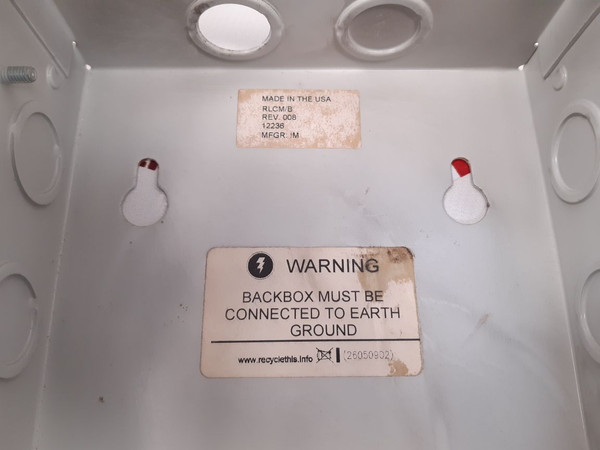 MADE IN THE USA
RLCM/B
REV. 008
12236
MFGR. IM
WARNING
BACKBOX MUST BE
CONNECTED TO EARTH
GROUND
www.recyclethis.info (26050902)